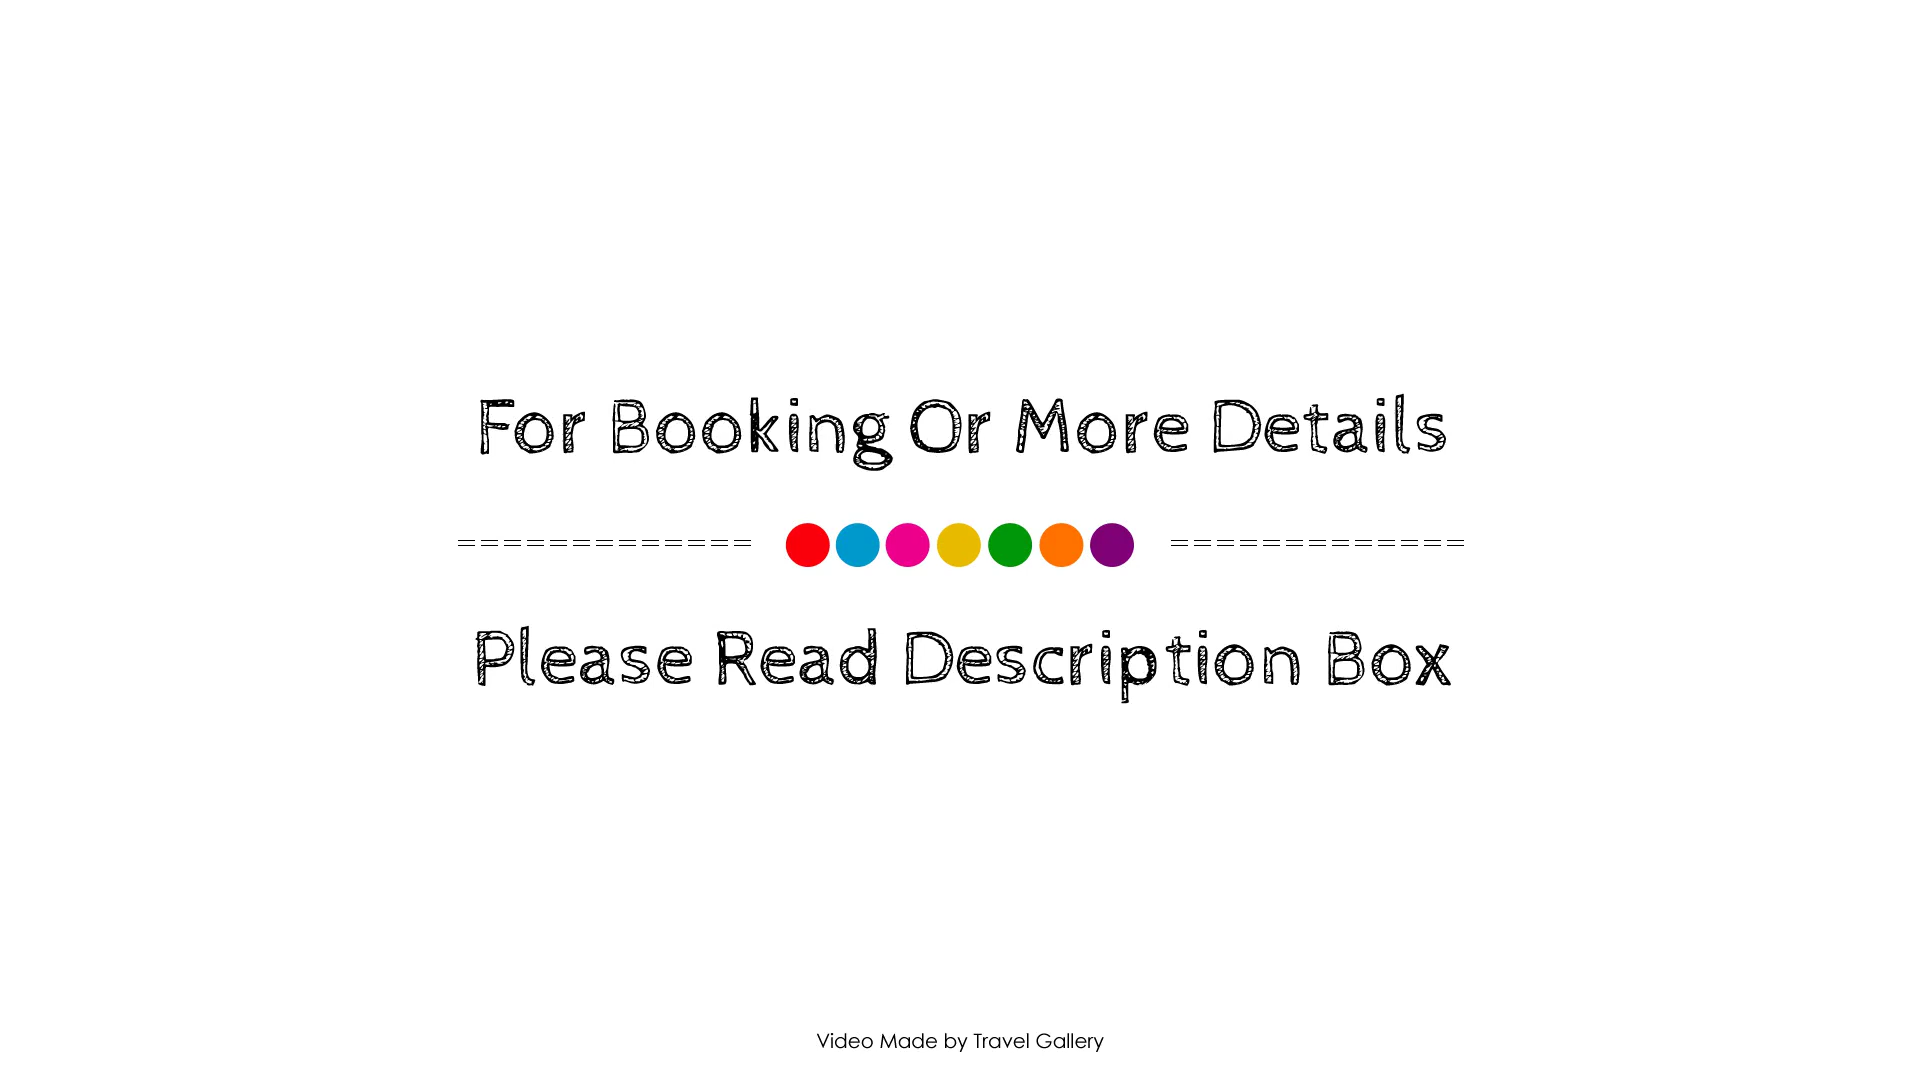 For Booking Or More Details
============= =============
Please Read Description Box
Video Made by Travel Gallery